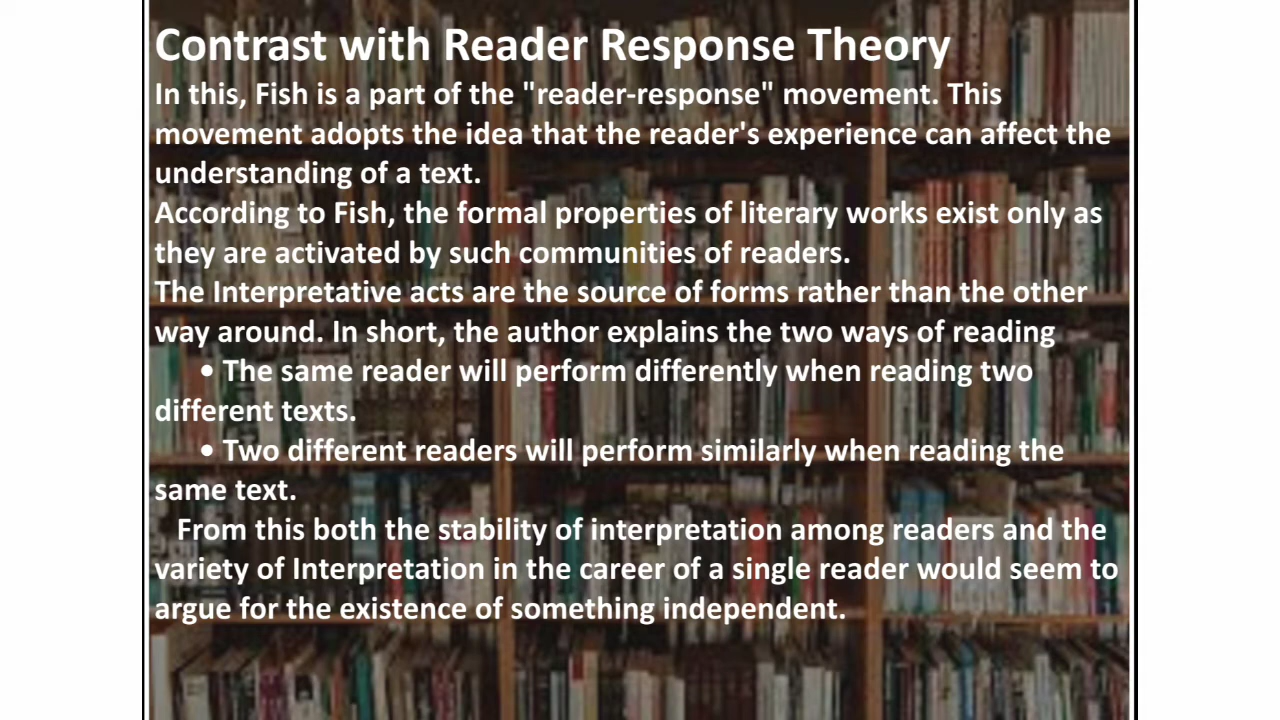 Contrast with Reader Response Theory
In this, Fish is a part of the "reader-response" movement. This
movement adopts the idea that the reader's experience can affect the
understanding of a text.
According to Fish, the formal properties of literary works exist only as
they are activated by such communities of readers.
The Interpretative acts are the source of forms rather than the other
way around. In short, the author explains the two ways of reading
• The same reader will perform differently when reading two
different texts.
• Two different readers will perform similarly when reading the
same text.
From this both the stability of interpretation among readers and the
variety of Interpretation in the career of a single reader would seem to
argue for the existence of something independent.